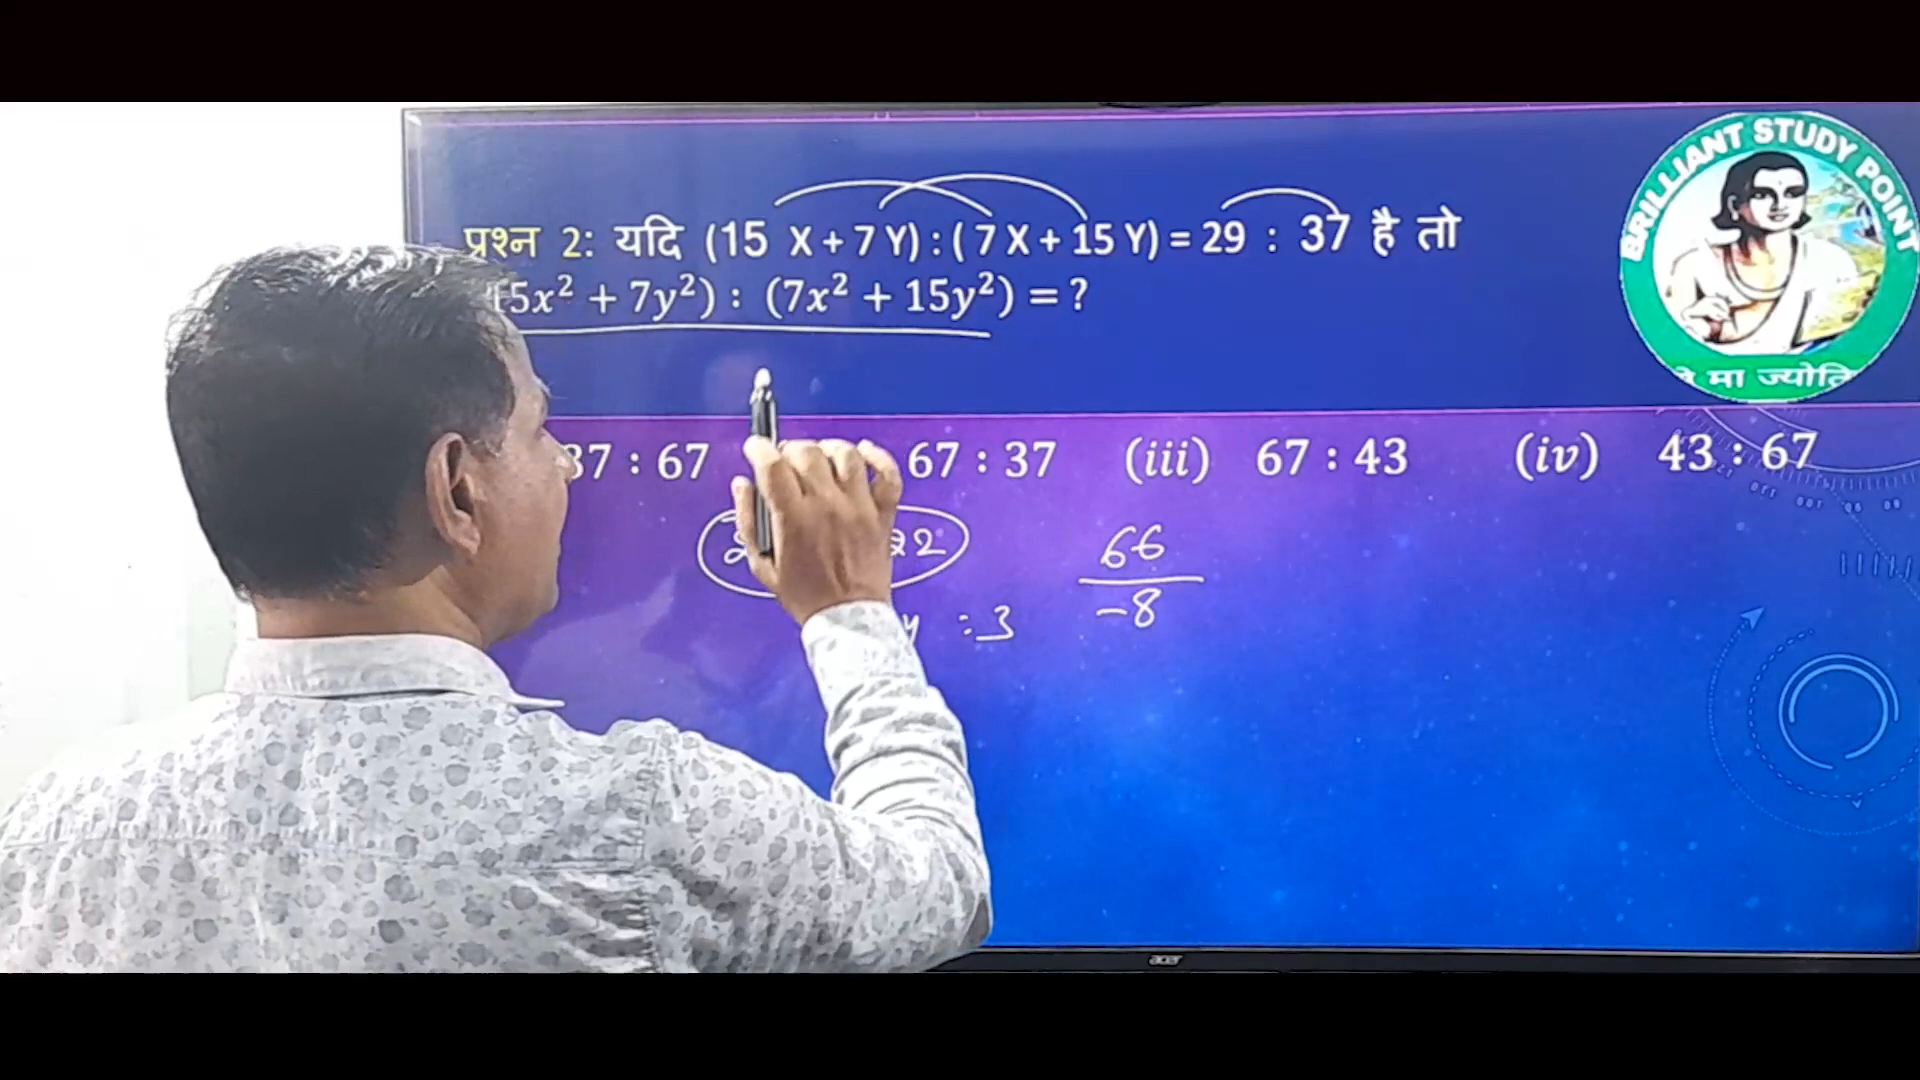 BRILLIANT STUDY POINT
प्रश्न 2: यदि (15 X + 7 Y) : ( 7 X + 15 Y) = 29 : 37 है तो
5x² + 7y²) : (7x² + 15y²) = ?
मा ज्योति
37 : 67 67 : 37 (iii) 67 : 43 (iv) 43 : 67
22 66
-8
y : 3
acer